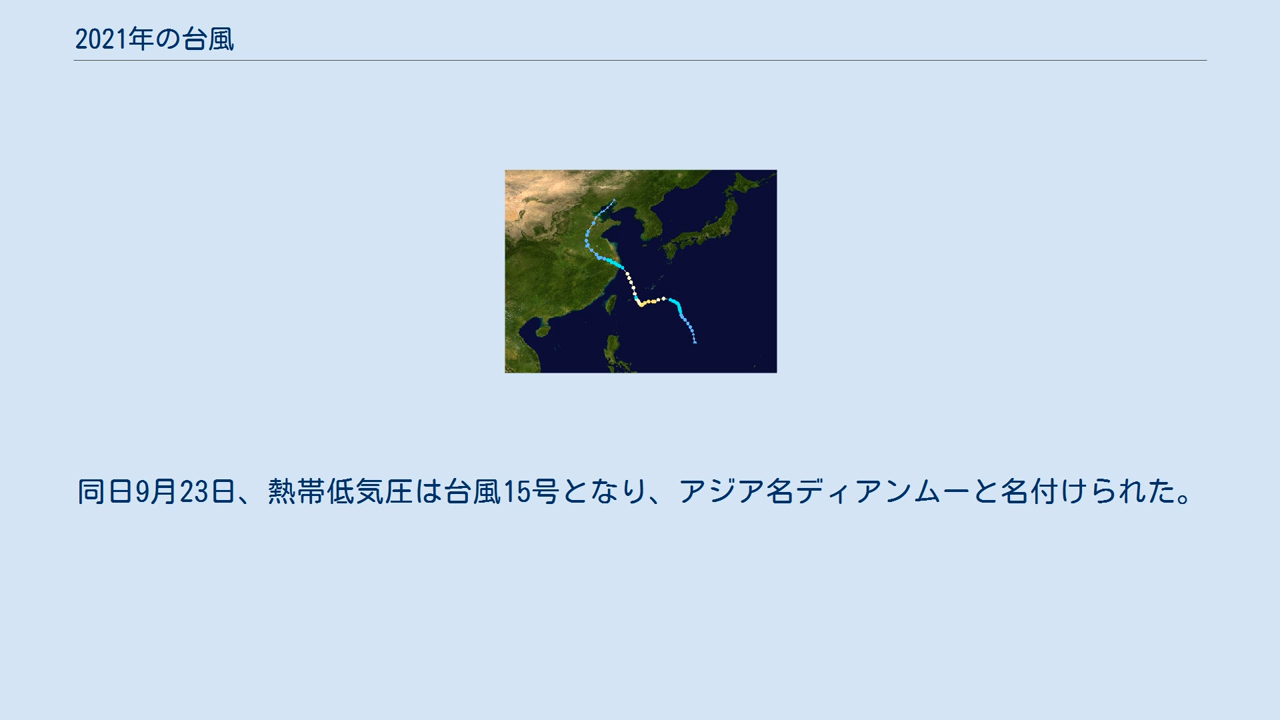 2021年の台風
同日9月23日、熱帯低気圧は台風15号となり、アジア名ディアンムーと名付けられた。